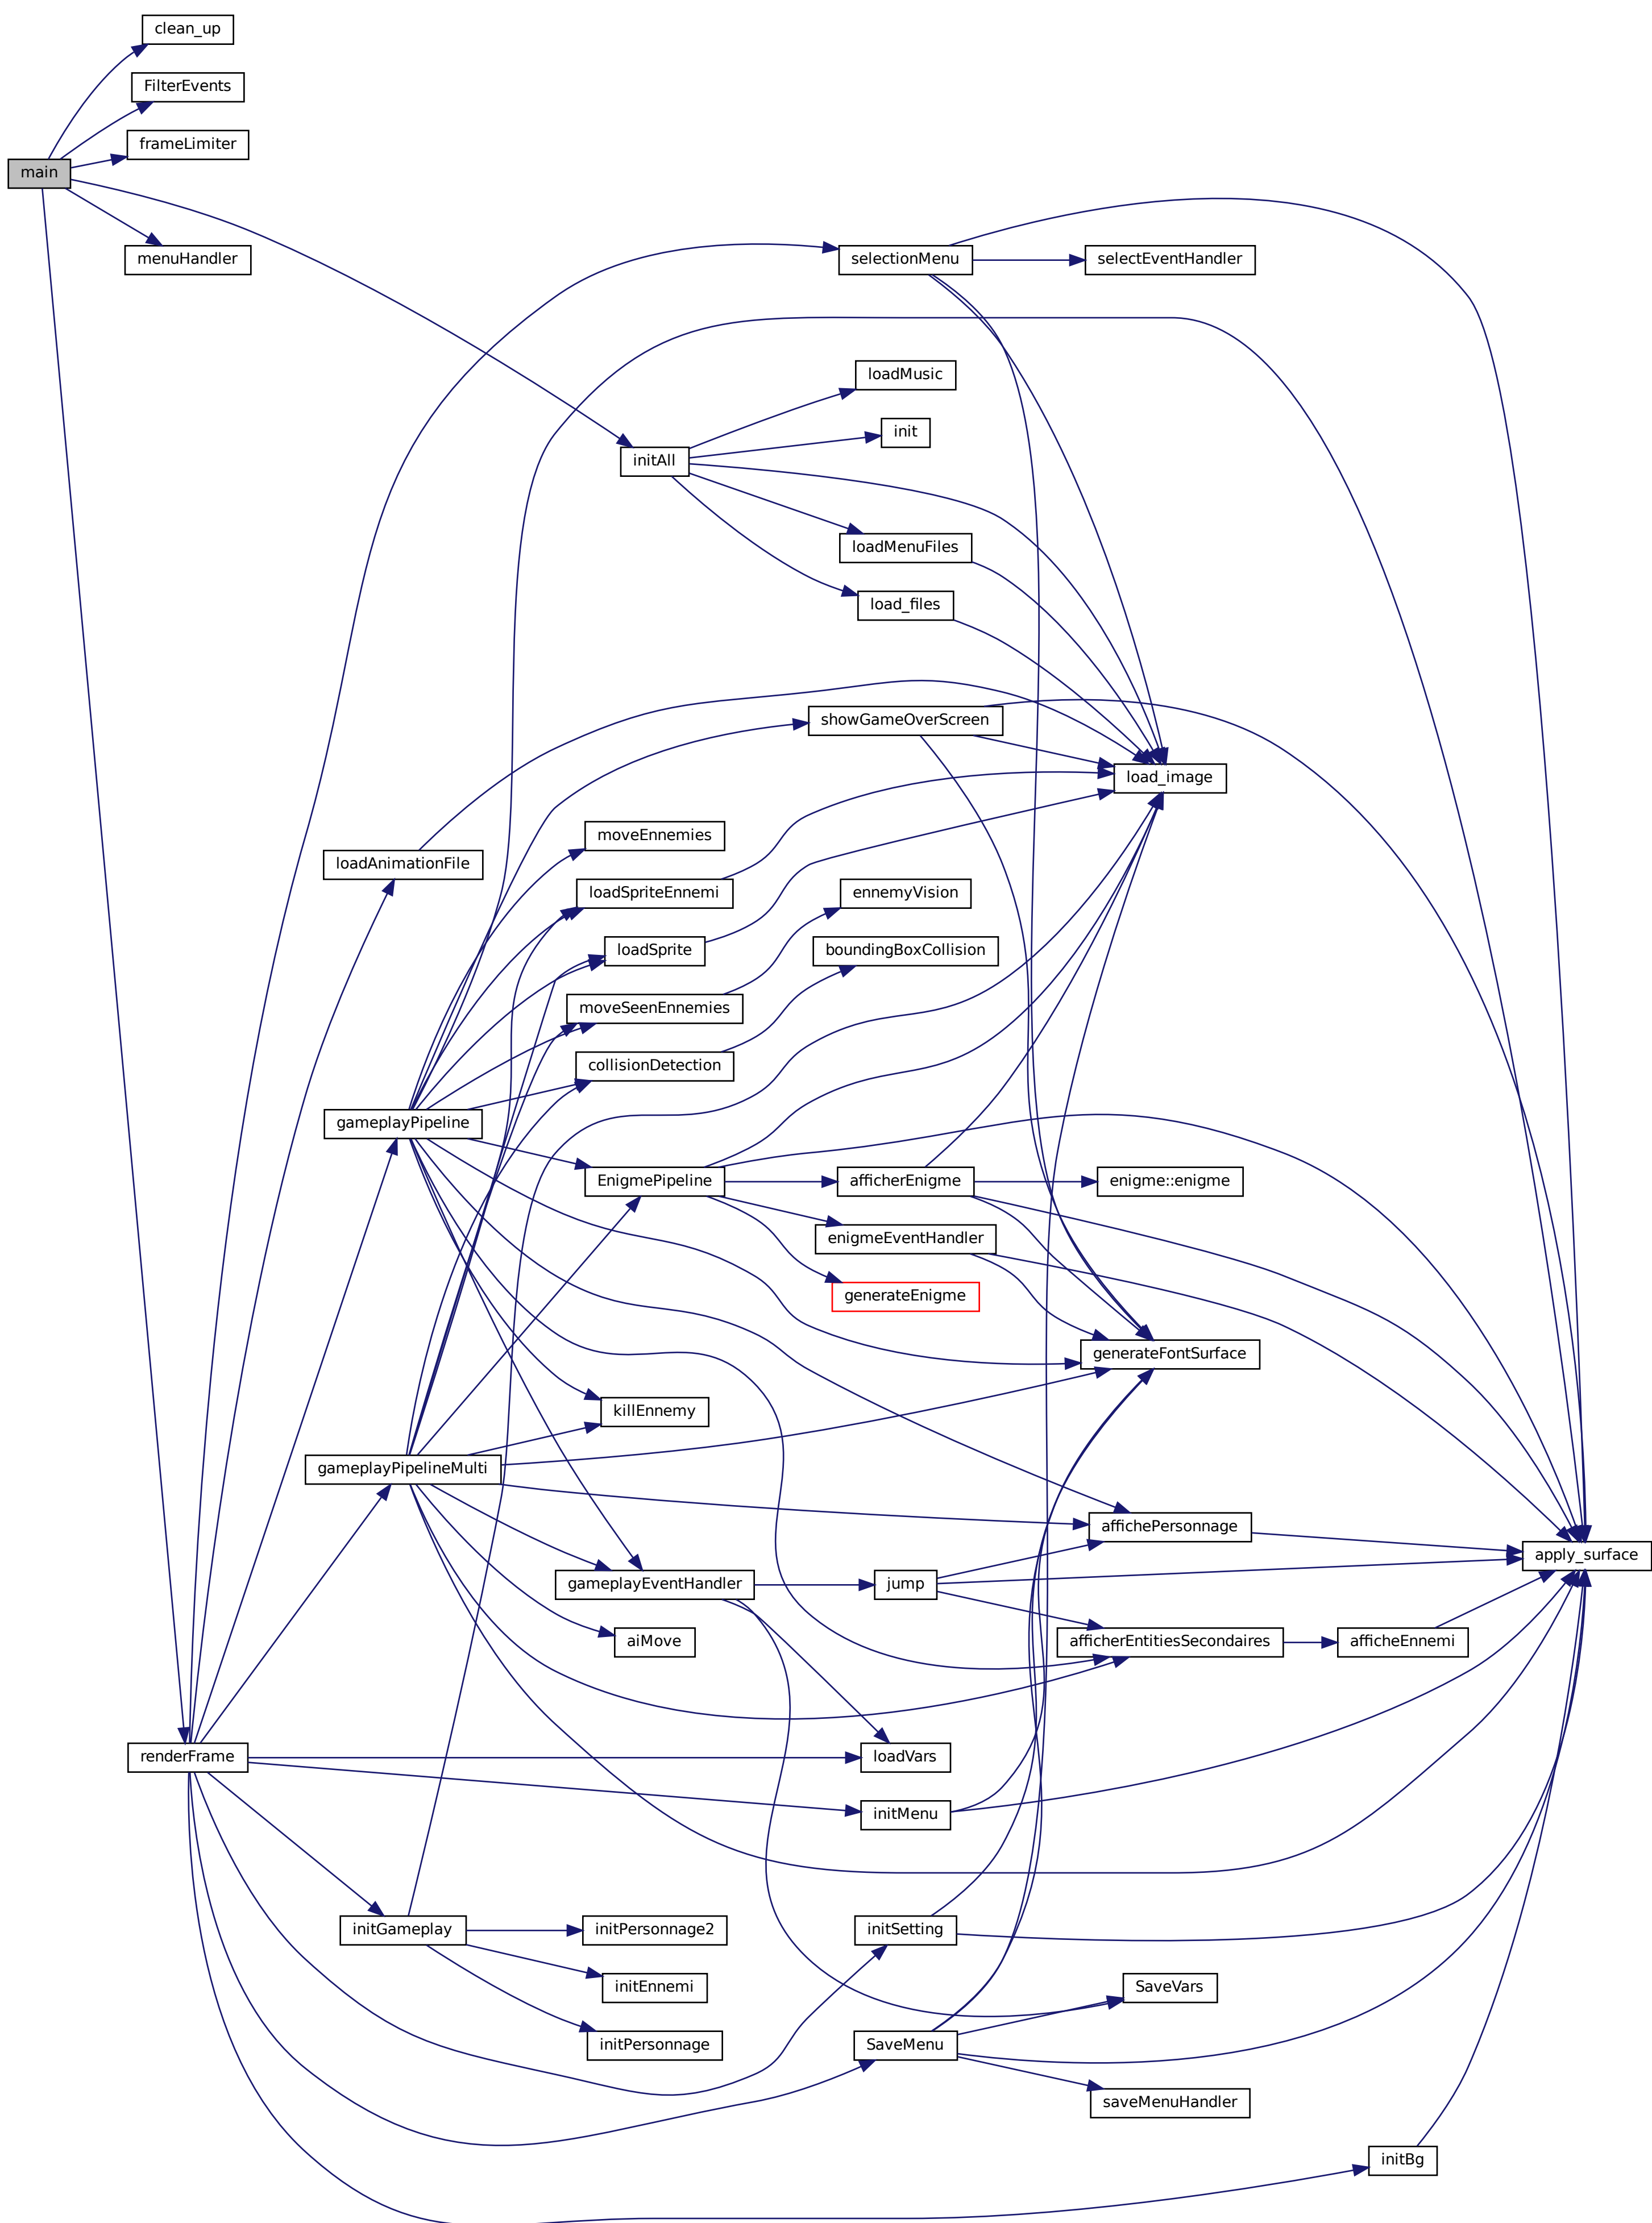 clean_up
FilterEvents
frameLimiter
main
menuHandler
selectionMenu
selectEventHandler
loadMusic
init
initAll
loadMenuFiles
load_files
showGameOverScreen
load_image
moveEnnemies
loadAnimationFile
loadSpriteEnnemi
ennemyVision
loadSprite
boundingBoxCollision
moveSeenEnnemies
collisionDetection
gameplayPipeline
EnigmePipeline
afficherEnigme
enigme::enigme
enigmeEventHandler
generateEnigme
generateFontSurface
killEnnemy
gameplayPipelineMulti
affichePersonnage
apply_surface
gameplayEventHandler
jump
aiMove
afficherEntitiesSecondaires
afficheEnnemi
renderFrame
loadVars
initMenu
initGameplay
initPersonnage2
initSetting
initEnnemi
SaveVars
initPersonnage
SaveMenu
saveMenuHandler
initBg